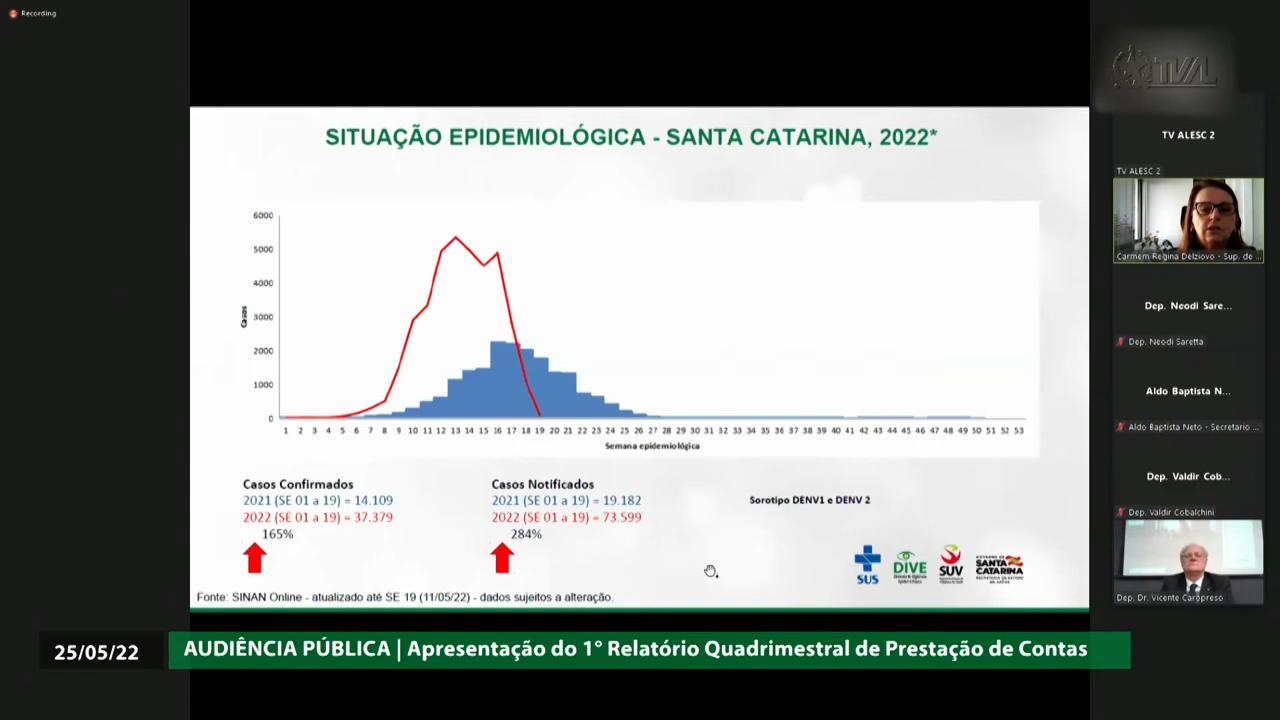 Recording
TVAL
SITUAÇÃO EPIDEMIOLÓGICA - SANTA CATARINA, 2022*
TV ALESC 2
TV ALESC 2
6000
5000
4000
3000
2000
1000
0
Casos
1 2 3 4 5 6 7 8 9 10 11 12 13 14 15 16 17 18 19 20 21 22 23 24 25 26 27 28 29 30 31 32 33 34 35 36 37 38 39 40 41 42 43 44 45 46 47 48 49 50 51 52 53
Semana epidemiológica
Casos Confirmados
2021 (SE 01 a 19) = 14.109
2022 (SE 01 a 19) = 37.379
165%
Casos Notificados
2021 (SE 01 a 19) = 19.182
2022 (SE 01 a 19) = 73.599
284%
Sorotipo DENV1 e DENV 2
SUS
DIVE
SUV
GOVERNO DE
SANTA
CATARINA
Fonte: SINAN Online - atualizado até SE 19 (11/05/22) - dados sujeitos a alteração.
Carmem Regina Delziovo - Sup. de ...
Dep. Neodi Sare...
Dep. Neodi Saretta
Aldo Baptista N...
Aldo Baptista Neto - Secretario ...
Dep. Valdir Cob...
Dep. Valdir Cobalchini
Dep. Dr. Vicente Caropreso
25/05/22
AUDIÊNCIA PÚBLICA | Apresentação do 1° Relatório Quadrimestral de Prestação de Contas